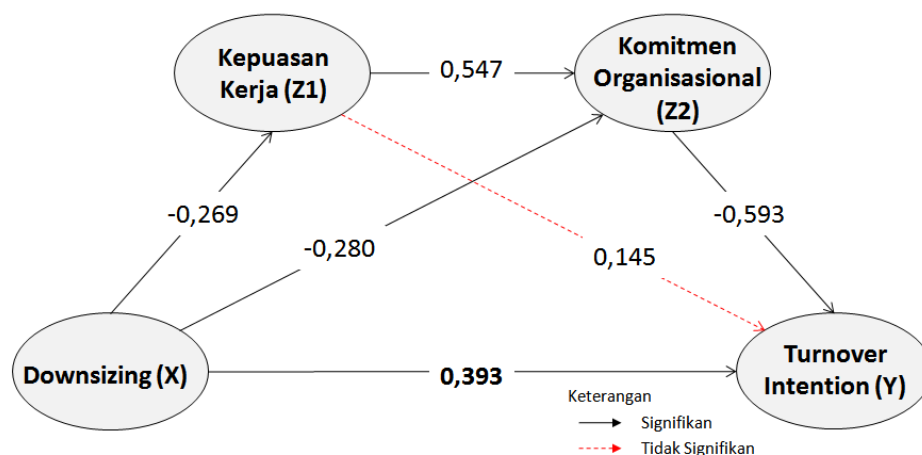 Kepuasan
Kerja (Z1)
0,547
Komitmen
Organisasional
(Z2)
-0,269
-0,280
0,145
-0,593
Downsizing (X)
0,393
Turnover
Intention (Y)
Keterangan
Signifikan
Tidak Signifikan